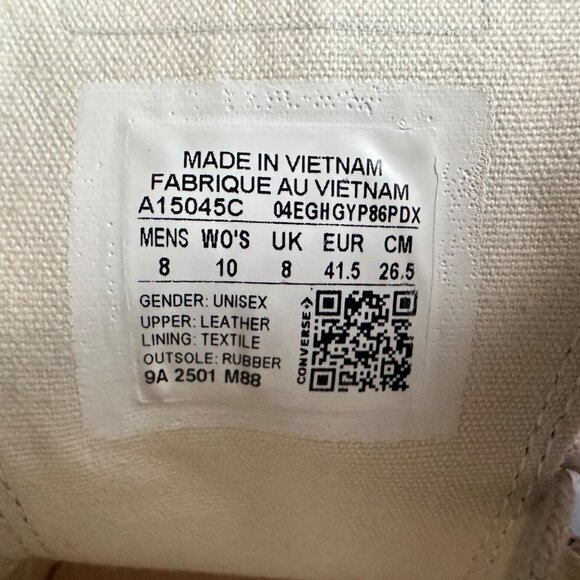 MADE IN VIETNAM
FABRIQUE AU VIETNAM
A15045C 04EGHGYP86PDX
MENS WO'S UK EUR CM
8 10 8 41.5 26.5
GENDER: UNISEX
UPPER: LEATHER
LINING: TEXTILE
OUTSOLE: RUBBER
9A 2501 M88
CONVERSE